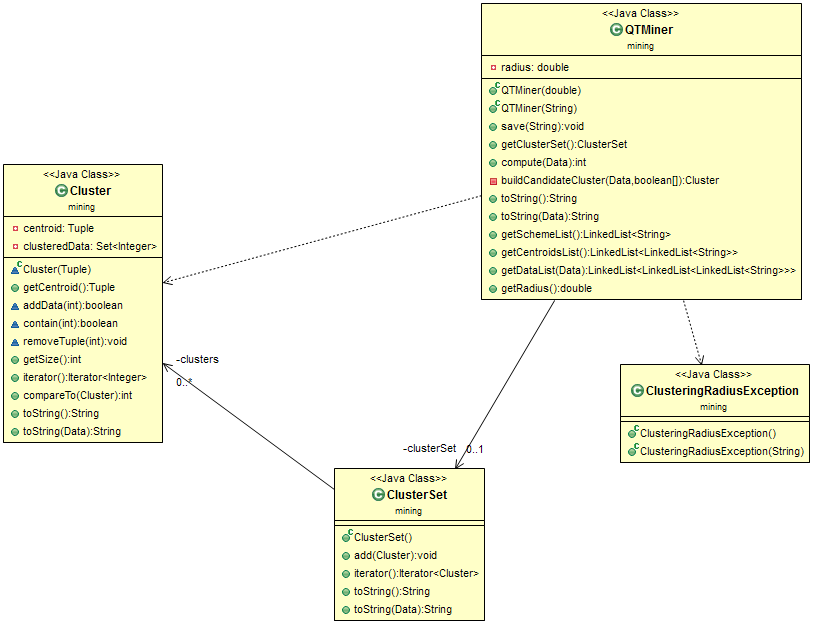 <<Java Class>>
QTMiner
mining
radius: double
QTMiner(double)
QTMiner(String)
save(String):void
getClusterSet():ClusterSet
compute(Data):int
buildCandidateCluster(Data,boolean[]):Cluster
toString():String
toString(Data):String
getSchemeList():LinkedList<String>
getCentroidsList():LinkedList<LinkedList<String>>
getDataList(Data):LinkedList<LinkedList<LinkedList<String>>>
getRadius():double
<<Java Class>>
Cluster
mining
centroid: Tuple
clusteredData: Set<Integer>
Cluster(Tuple)
getCentroid():Tuple
addData(int):boolean
contain(int):boolean
removeTuple(int):void
getSize():int
iterator():Iterator<Integer>
compareTo(Cluster):int
toString():String
toString(Data):String
-clusters
0..*
<<Java Class>>
ClusteringRadiusException
mining
ClusteringRadiusException()
ClusteringRadiusException(String)
-clusterSet 0..1
<<Java Class>>
ClusterSet
mining
ClusterSet()
add(Cluster):void
iterator():Iterator<Cluster>
toString():String
toString(Data):String